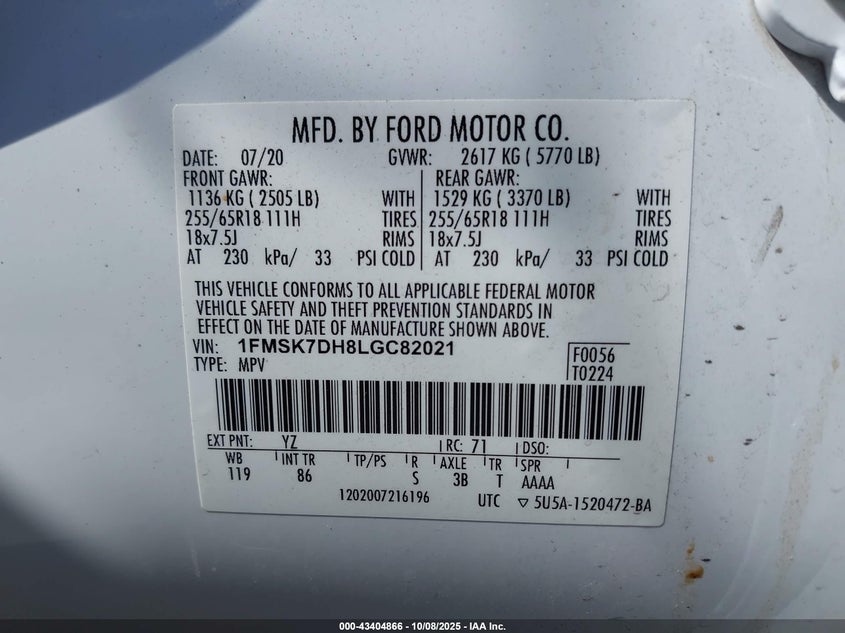 MFD. BY FORD MOTOR CO.
DATE: 07/20 GVWR: 2617 KG ( 5770 LB)
FRONT GAWR: REAR GAWR:
1136 KG ( 2505 LB) WITH 1529 KG ( 3370 LB) WITH
255/65R18 111H TIRES 255/65R18 111H TIRES
18x7.5J RIMS 18x7.5J RIMS
AT 230 kPa/ 33 PSI COLD AT 230 kPa/ 33 PSI COLD
THIS VEHICLE CONFORMS TO ALL APPLICABLE FEDERAL MOTOR
VEHICLE SAFETY AND THEFT PREVENTION STANDARDS IN
EFFECT ON THE DATE OF MANUFACTURE SHOWN ABOVE.
VIN: 1FMSK7DH8LGC82021 F0056
TYPE: MPV T0224
EXT PNT: YZ RC: 71 DSO:
WB INT TR TP/PS R AXLE TR SPR
119 86 S 3B T AAAA
1202007216196 UTC ▽ 5U5A-1520472-BA
000-43404866 - 10/08/2025 - IAA Inc.